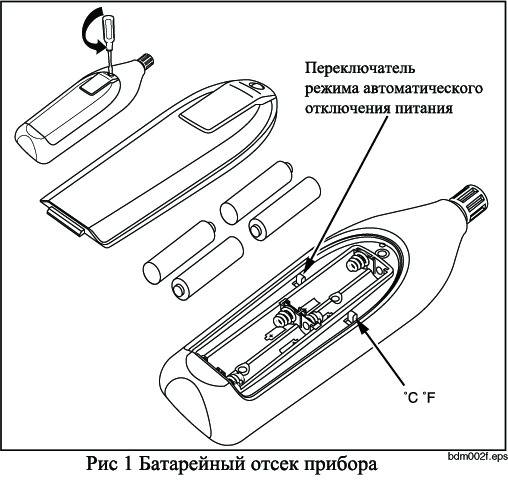 Переключатель
режима автоматического
отключения питания
˚C ˚F
bdm002f.eps
Рис 1 Батарейный отсек прибора